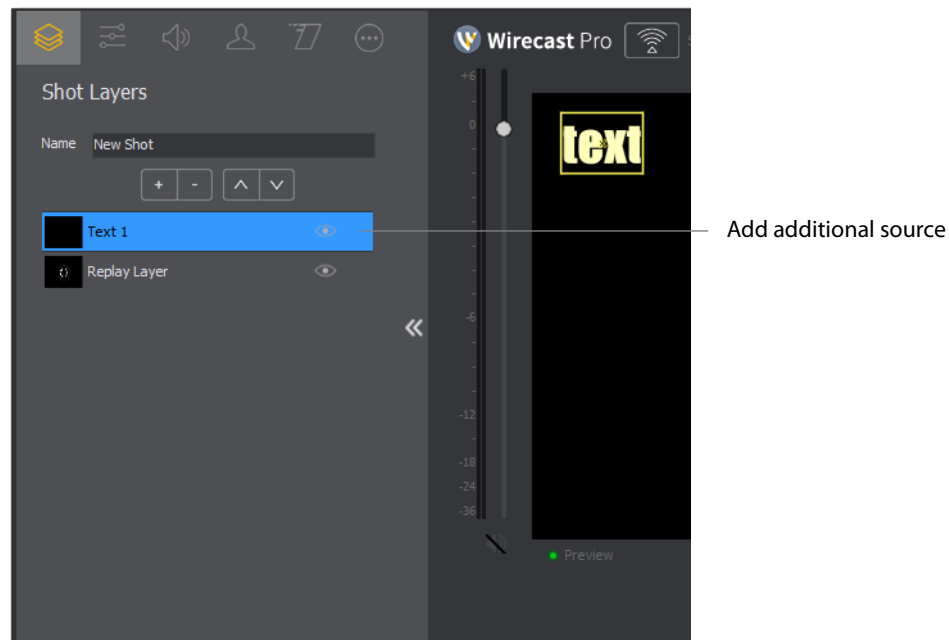 Wirecast Pro
Shot Layers
Name New Shot
+ -
Text 1
Replay Layer
+6
0
-6
-12
-18
-24
-36
text
Preview
Add additional source